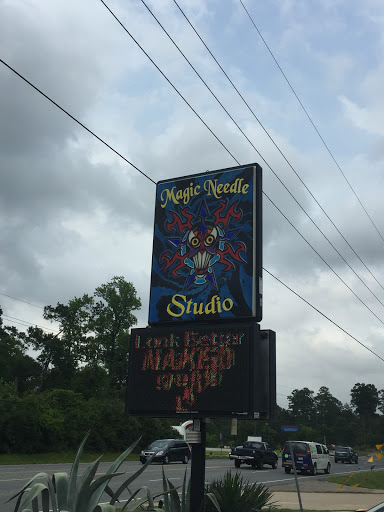 Magic Needle
Studio
Look Better
NAKED